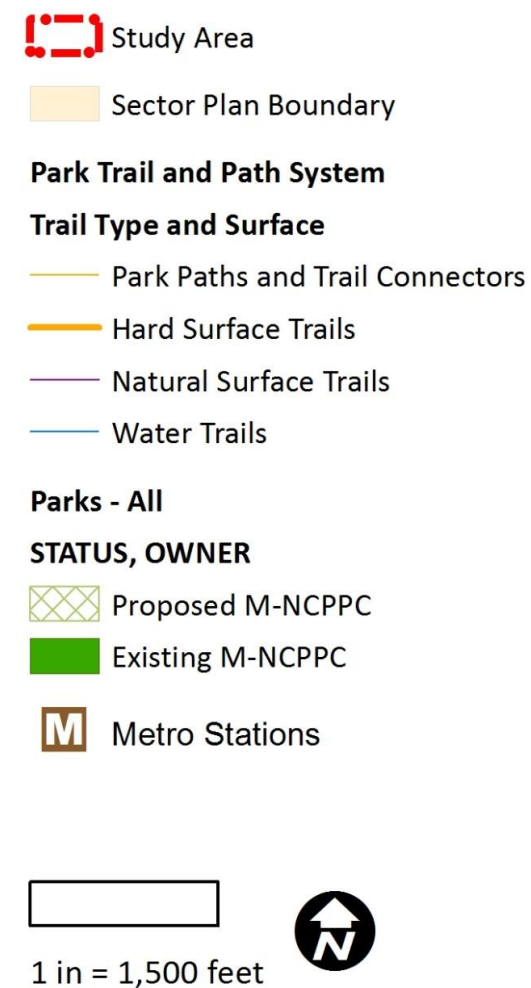 Study Area
Sector Plan Boundary
Park Trail and Path System
Trail Type and Surface
Park Paths and Trail Connectors
Hard Surface Trails
Natural Surface Trails
Water Trails
Parks - All
STATUS, OWNER
Proposed M-NCPPC
Existing M-NCPPC
M Metro Stations
N
1 in = 1,500 feet